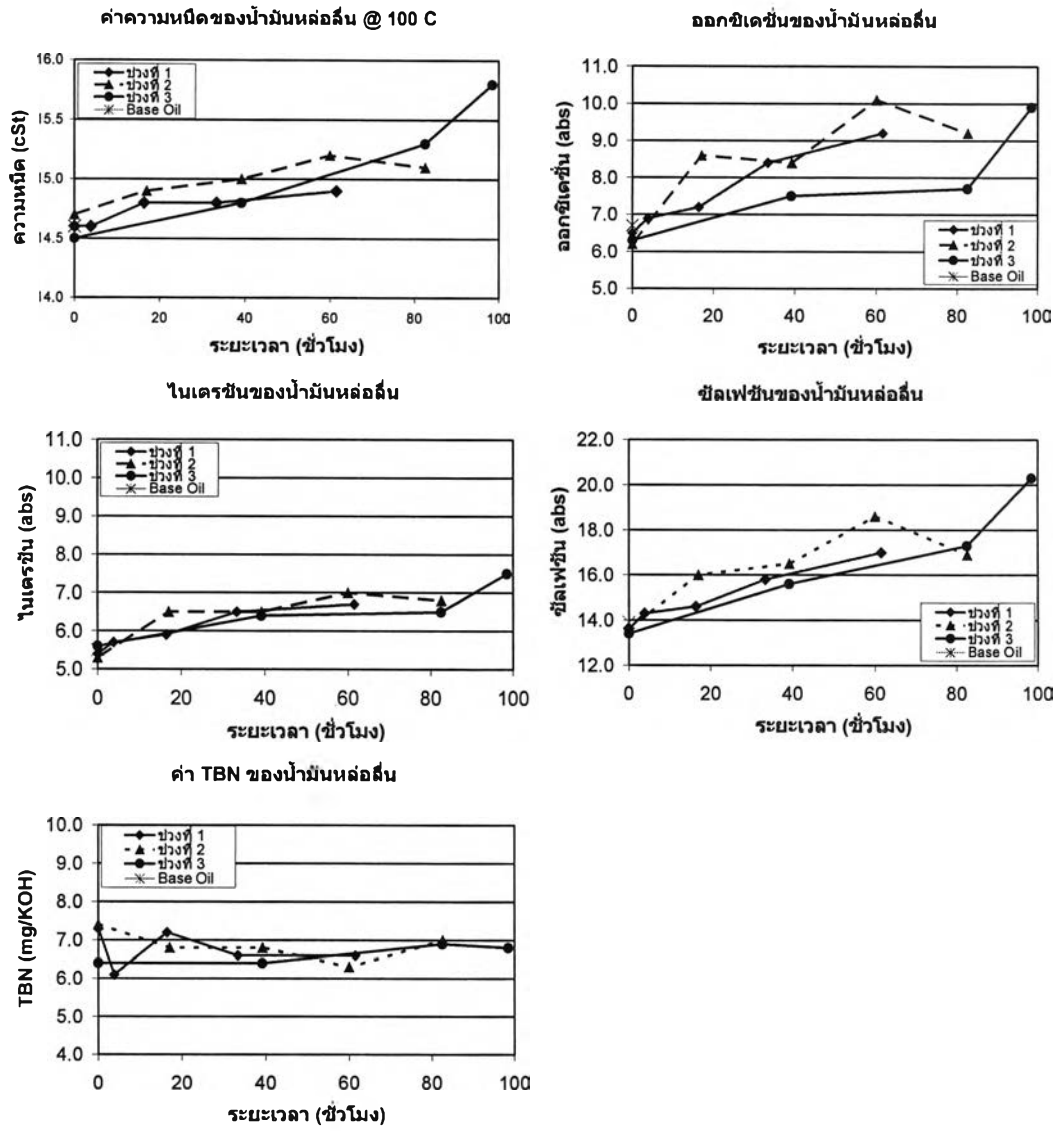 ค่าความหนืดของน้ำมันหล่อลื่น @ 100 C
16.0
15.5
15.0
14.5
14.0
ความหนืด (cSt)
ช่วงที่ 1
ช่วงที่ 2
ช่วงที่ 3
Base Oil
0 20 40 60 80 100
ระยะเวลา (ชั่วโมง)
ออกซิเดชั่นของน้ำมันหล่อลื่น
11.0
10.0
9.0
8.0
7.0
6.0
5.0
ออกซิเดชั่น (abs)
ช่วงที่ 1
ช่วงที่ 2
ช่วงที่ 3
Base Oil
0 20 40 60 80 100
ระยะเวลา (ชั่วโมง)
ไนเตรชันของน้ำมันหล่อลื่น
11.0
10.0
9.0
8.0
7.0
6.0
5.0
ไนเตรชัน (abs)
ช่วงที่ 1
ช่วงที่ 2
ช่วงที่ 3
Base Oil
0 20 40 60 80 100
ระยะเวลา (ชั่วโมง)
ซัลเฟชันของน้ำมันหล่อลื่น
22.0
20.0
18.0
16.0
14.0
12.0
ซัลเฟชัน (abs)
ช่วงที่ 1
ช่วงที่ 2
ช่วงที่ 3
Base Oil
0 20 40 60 80 100
ระยะเวลา (ชั่วโมง)
ค่า TBN ของน้ำมันหล่อลื่น
10.0
9.0
8.0
7.0
6.0
5.0
4.0
TBN (mg/KOH)
ช่วงที่ 1
ช่วงที่ 2
ช่วงที่ 3
Base Oil
0 20 40 60 80 100
ระยะเวลา (ชั่วโมง)